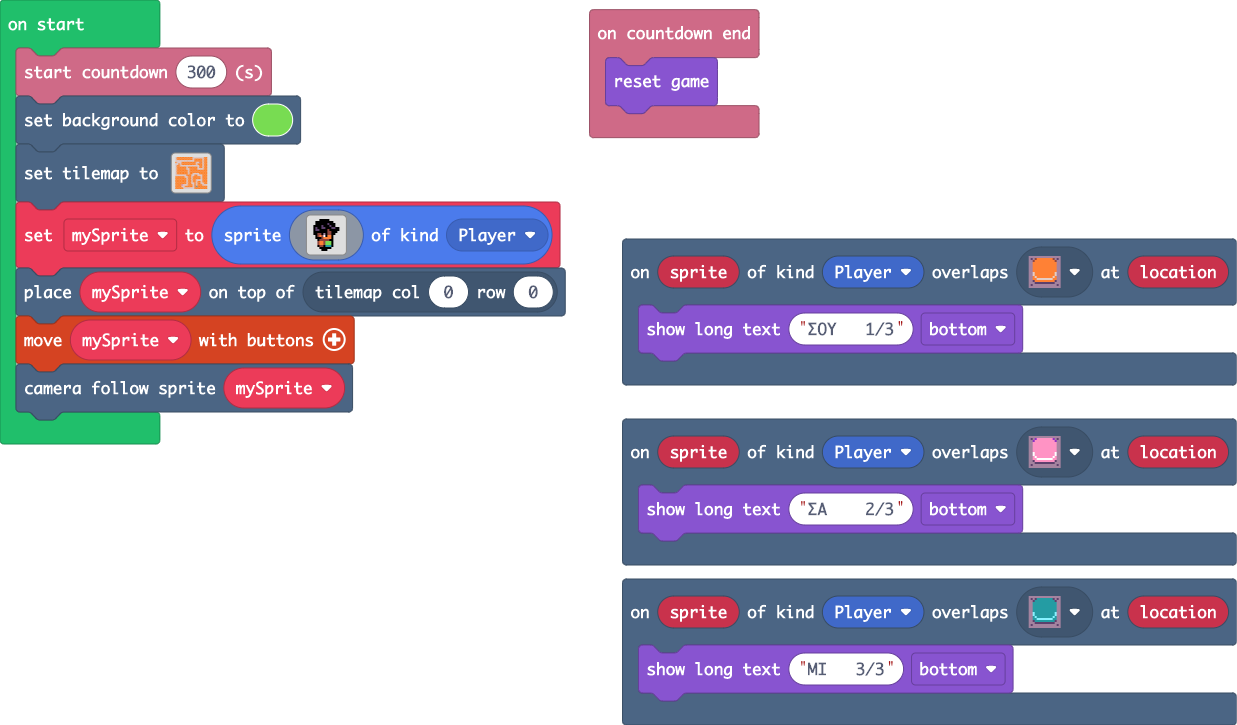 on start
start countdown 300 (s)
set background color to
set tilemap to
set mySprite to sprite of kind Player
place mySprite on top of tilemap col 0 row 0
move mySprite with buttons
camera follow sprite mySprite
on countdown end
reset game
on sprite of kind Player overlaps at location
show long text "ΣΟΥ 1/3" bottom
on sprite of kind Player overlaps at location
show long text "ΣΑ 2/3" bottom
on sprite of kind Player overlaps at location
show long text "ΜΙ 3/3" bottom